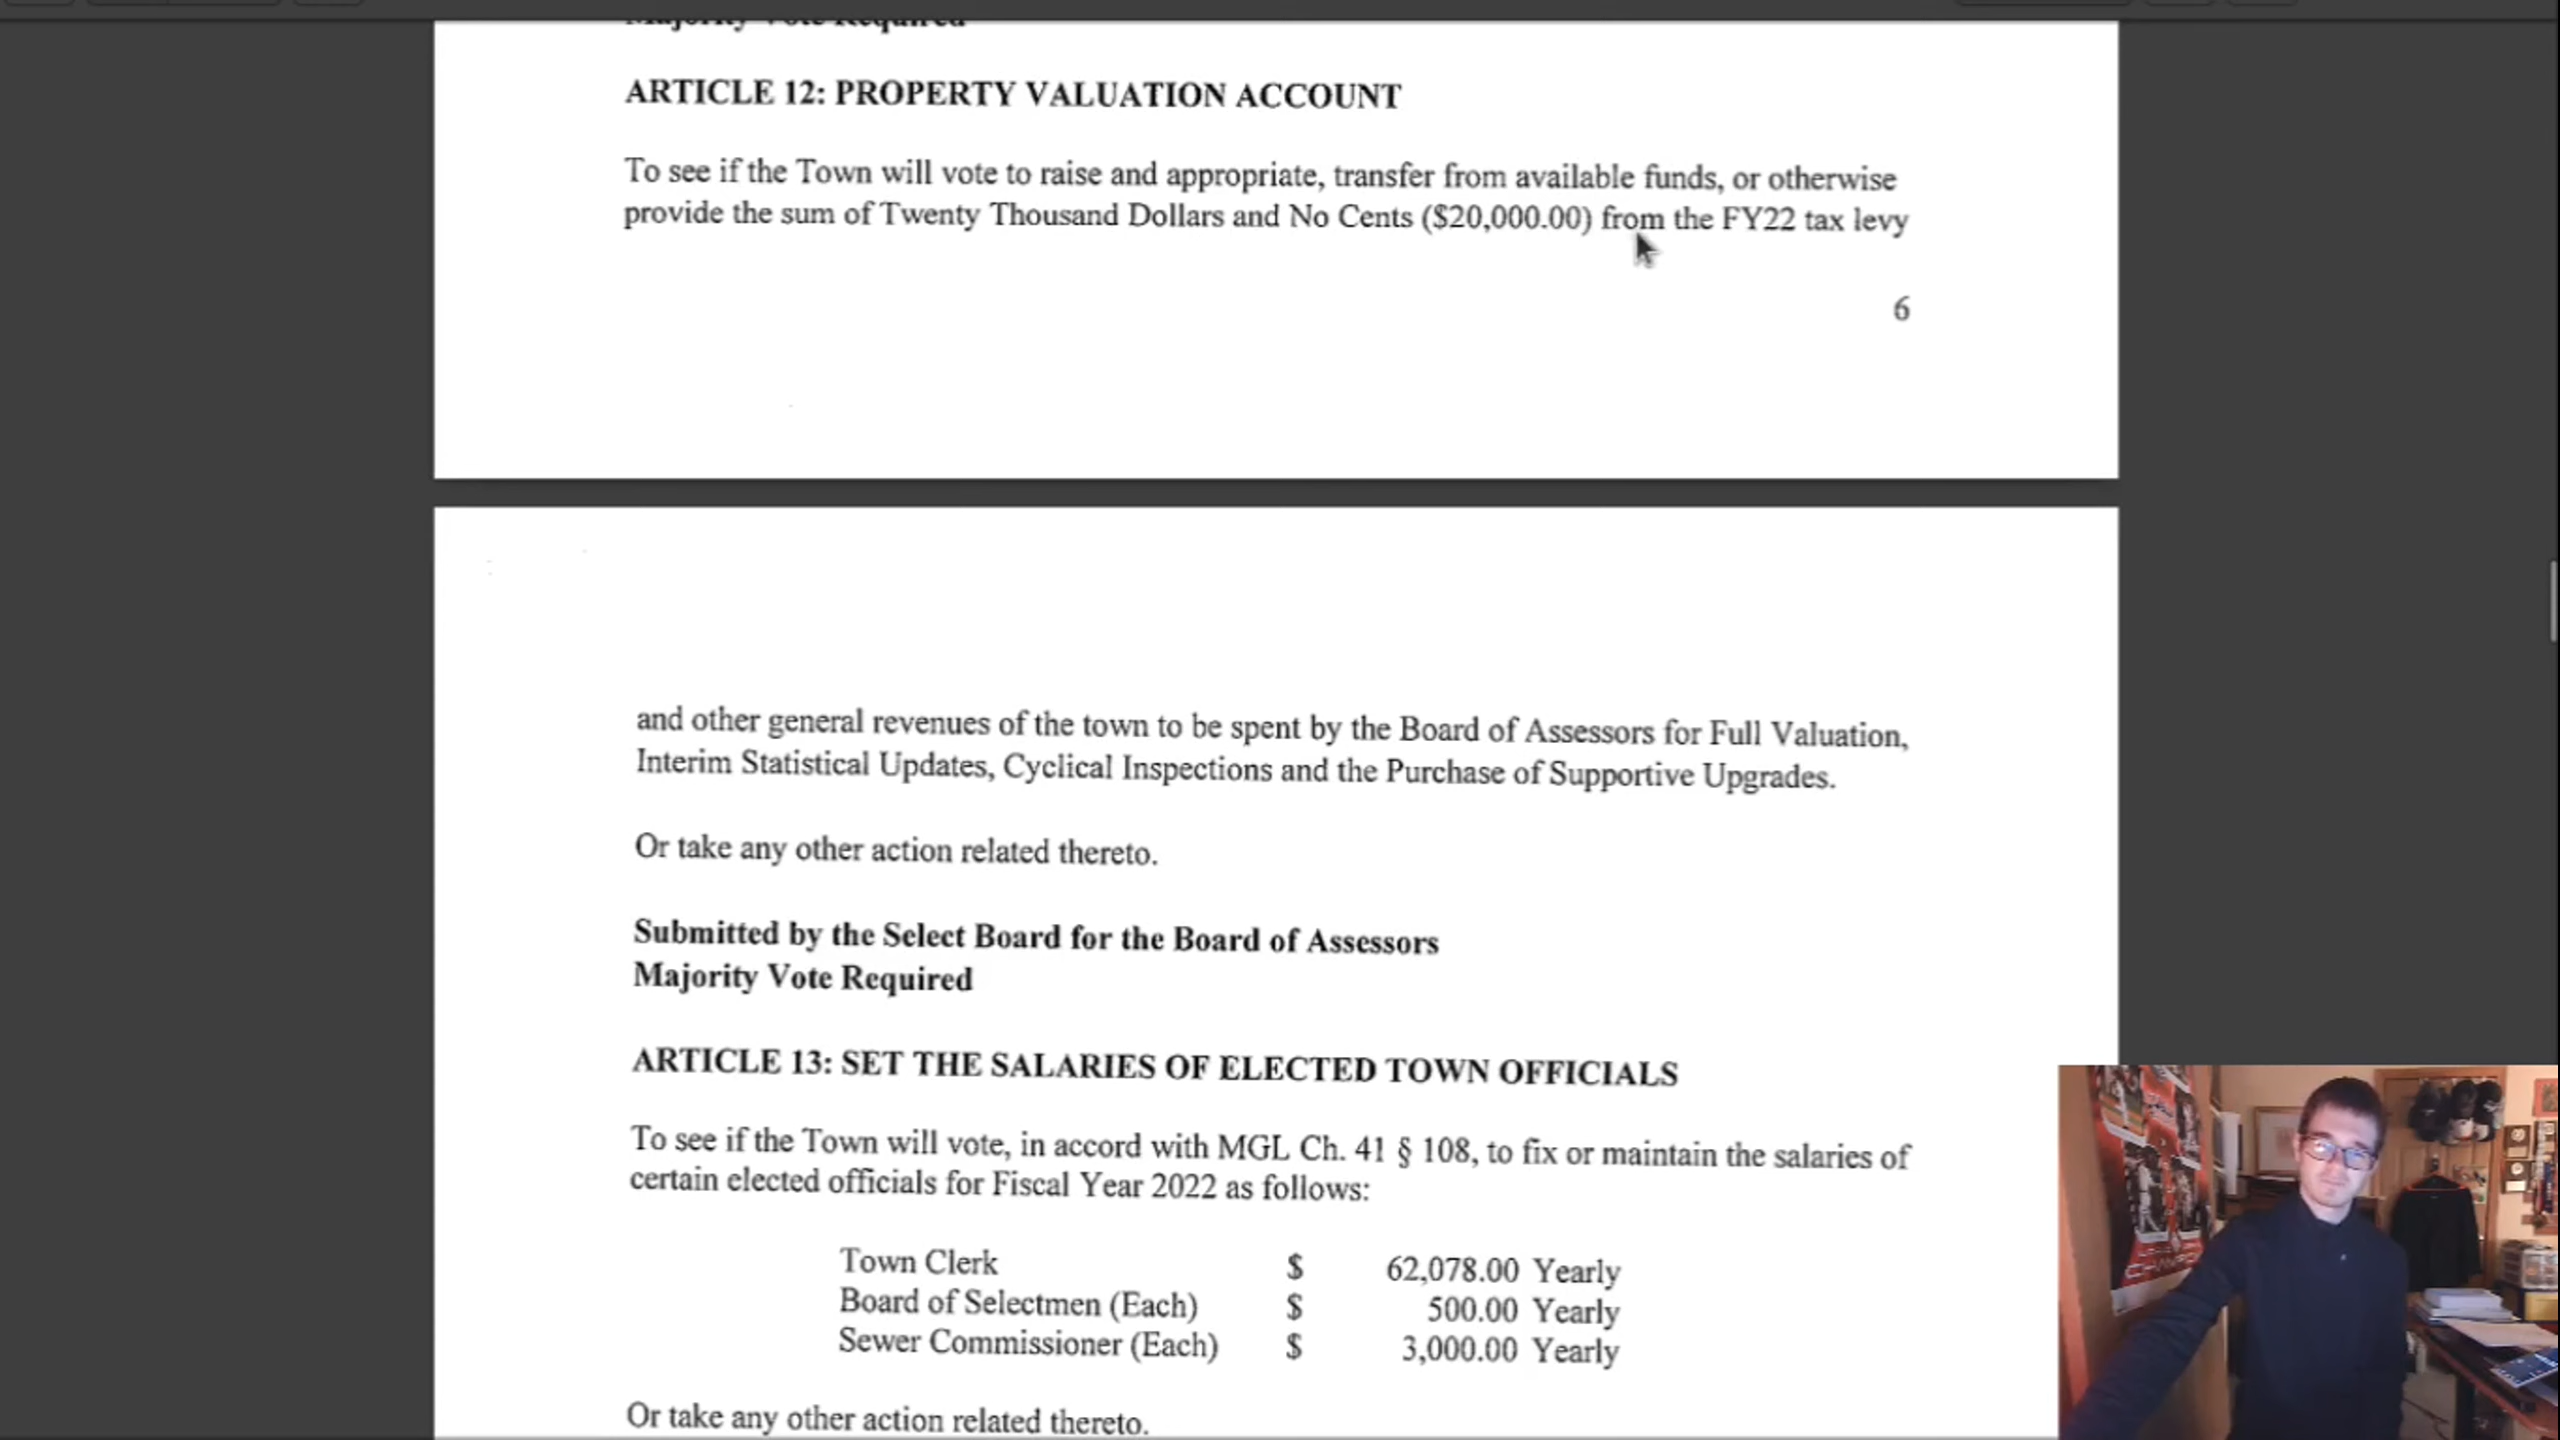 Majority Vote Required
ARTICLE 12: PROPERTY VALUATION ACCOUNT
To see if the Town will vote to raise and appropriate, transfer from available funds, or otherwise
provide the sum of Twenty Thousand Dollars and No Cents ($20,000.00) from the FY22 tax levy
6
and other general revenues of the town to be spent by the Board of Assessors for Full Valuation,
Interim Statistical Updates, Cyclical Inspections and the Purchase of Supportive Upgrades.
Or take any other action related thereto.
Submitted by the Select Board for the Board of Assessors
Majority Vote Required
ARTICLE 13: SET THE SALARIES OF ELECTED TOWN OFFICIALS
To see if the Town will vote, in accord with MGL Ch. 41 § 108, to fix or maintain the salaries of
certain elected officials for Fiscal Year 2022 as follows:
Town Clerk $ 62,078.00 Yearly
Board of Selectmen (Each) $ 500.00 Yearly
Sewer Commissioner (Each) $ 3,000.00 Yearly
Or take any other action related thereto.